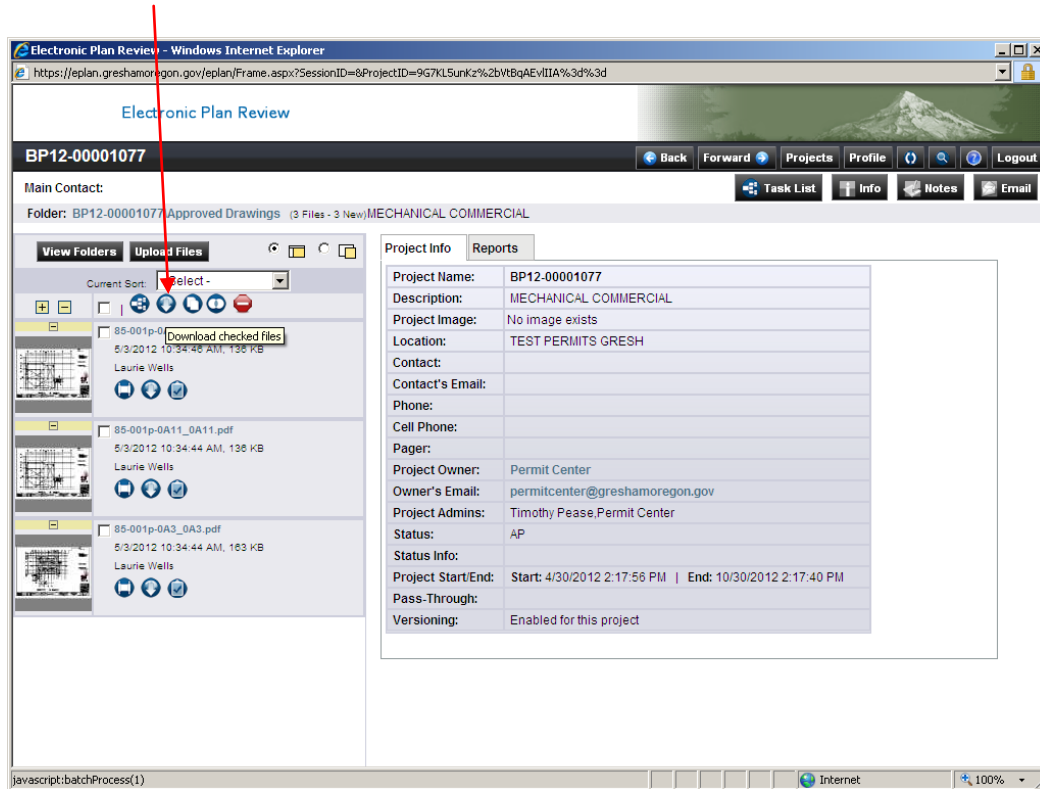 Electronic Plan Review - Windows Internet Explorer
https://eplan.greshamoregon.gov/eplan/Frame.aspx?SessionID=&ProjectID=9G7KL5unKz%2bVtBqAEvlIIA%3d%3d
Electronic Plan Review
BP12-00001077
Back Forward Projects Profile Logout
Main Contact:
Task List Info Notes Email
Folder: BP12-00001077\Approved Drawings (3 Files - 3 New) MECHANICAL COMMERCIAL
View Folders Upload Files
Current Sort: - Select -
Download checked files
85-001p-0
5/3/2012 10:34:46 AM, 136 KB
Laurie Wells
85-001p-0A11_0A11.pdf
5/3/2012 10:34:44 AM, 136 KB
Laurie Wells
85-001p-0A3_0A3.pdf
5/3/2012 10:34:44 AM, 163 KB
Laurie Wells
Project Info Reports
Project Name: BP12-00001077
Description: MECHANICAL COMMERCIAL
Project Image: No image exists
Location: TEST PERMITS GRESH
Contact:
Contact's Email:
Phone:
Cell Phone:
Pager:
Project Owner: Permit Center
Owner's Email: permitcenter@greshamoregon.gov
Project Admins: Timothy Pease,Permit Center
Status: AP
Status Info:
Project Start/End: Start: 4/30/2012 2:17:56 PM | End: 10/30/2012 2:17:40 PM
Pass-Through:
Versioning: Enabled for this project
javascript:batchProcess(1)
Internet 100%